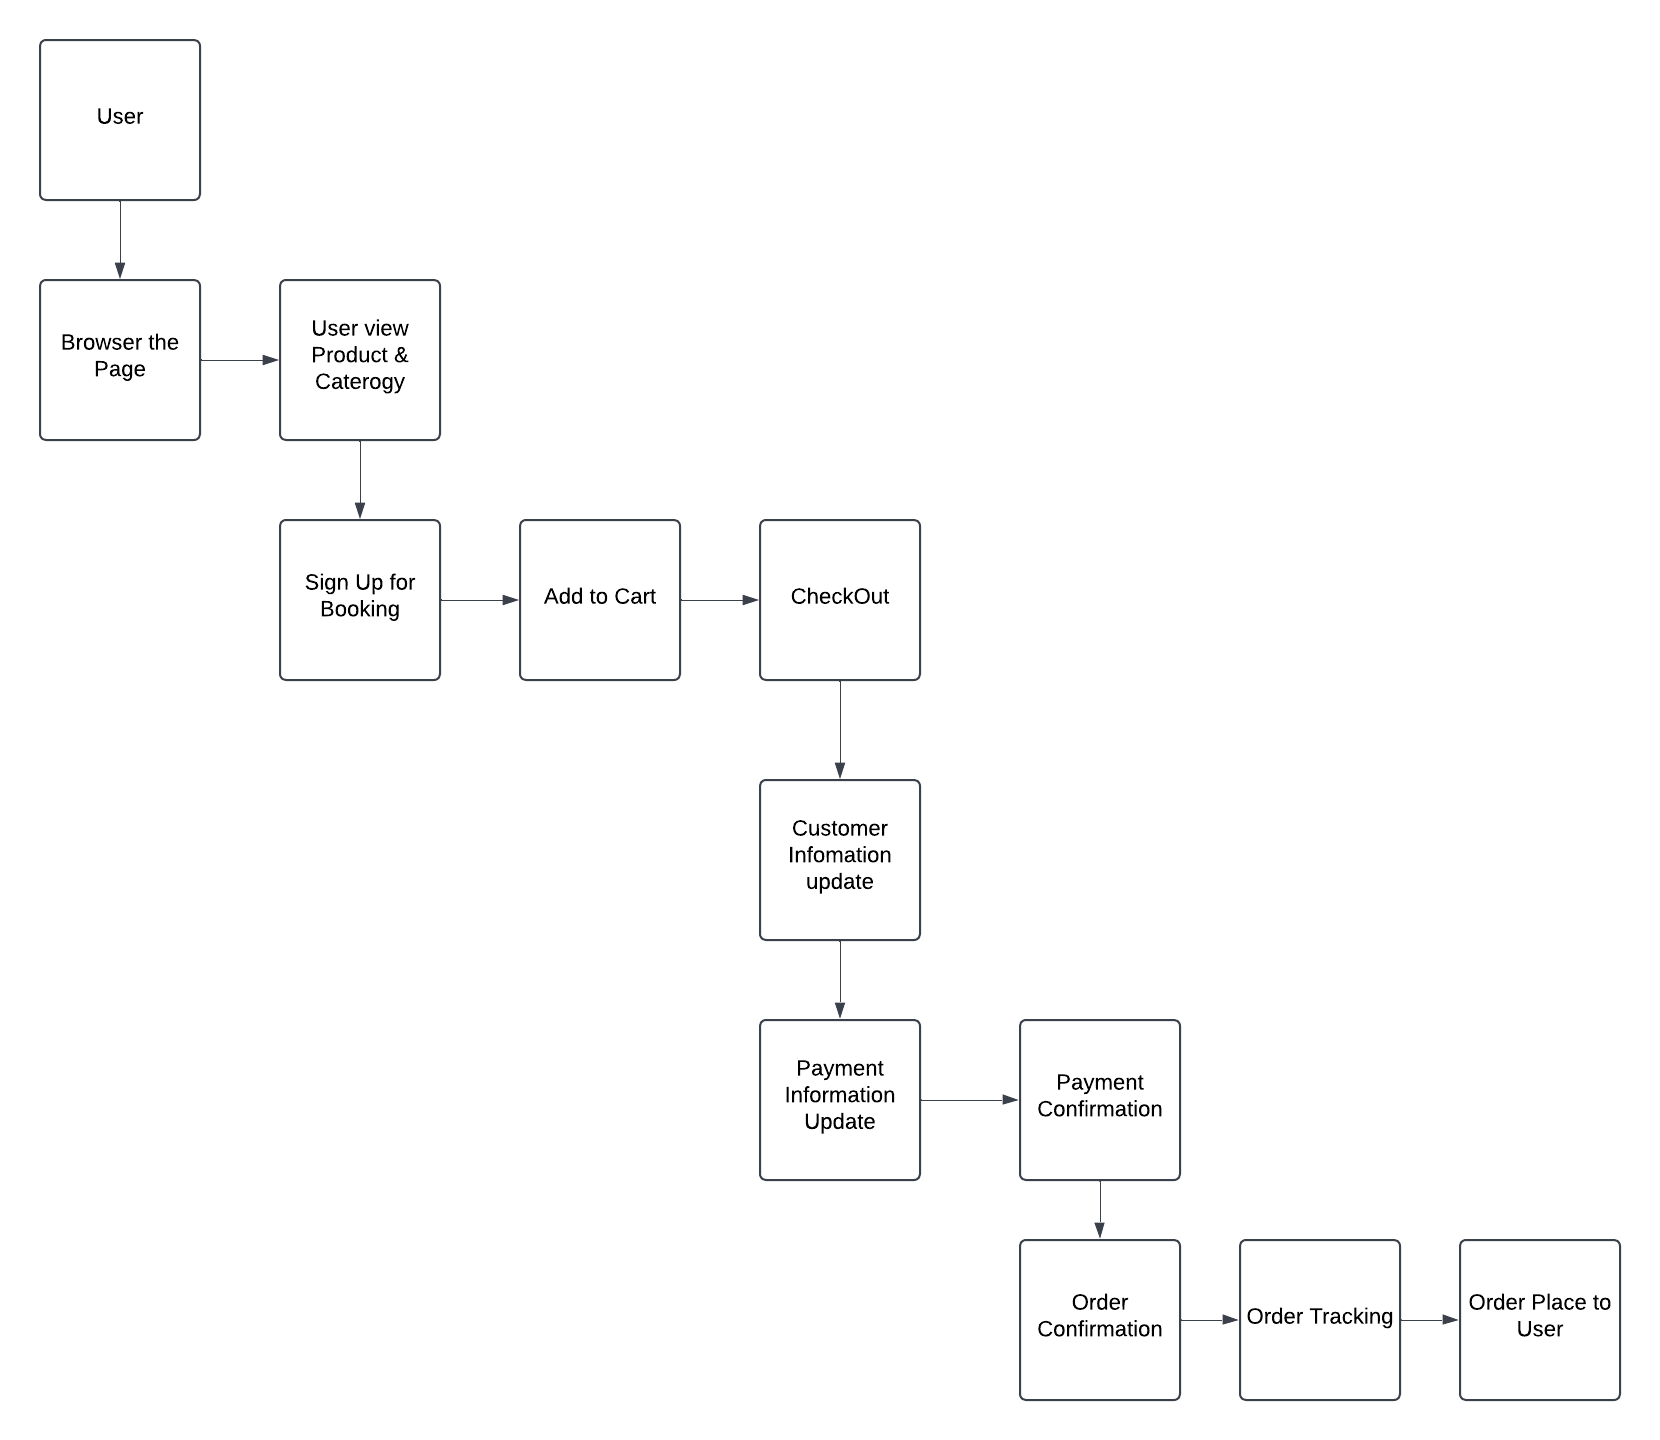 User
Browser the
Page
User view
Product &
Caterogy
Sign Up for
Booking
Add to Cart
CheckOut
Customer
Infomation
update
Payment
Information
Update
Payment
Confirmation
Order
Confirmation
Order Tracking
Order Place to
User